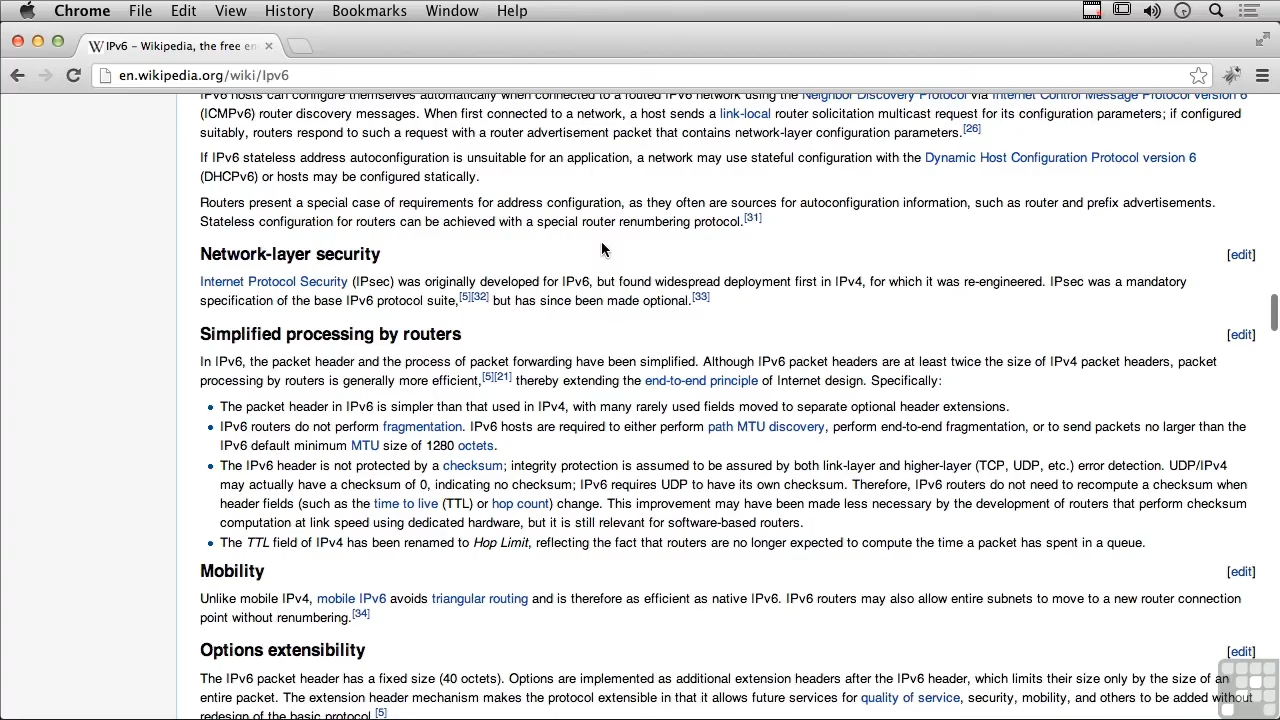 Chrome File Edit View History Bookmarks Window Help
IPv6 – Wikipedia, the free en
en.wikipedia.org/wiki/Ipv6
IPv6 hosts can configure themselves automatically when connected to a routed IPv6 network using the Neighbor Discovery Protocol via Internet Control Message Protocol version 6
(ICMPv6) router discovery messages. When first connected to a network, a host sends a link-local router solicitation multicast request for its configuration parameters; if configured
suitably, routers respond to such a request with a router advertisement packet that contains network-layer configuration parameters.[26]
If IPv6 stateless address autoconfiguration is unsuitable for an application, a network may use stateful configuration with the Dynamic Host Configuration Protocol version 6
(DHCPv6) or hosts may be configured statically.
Routers present a special case of requirements for address configuration, as they often are sources for autoconfiguration information, such as router and prefix advertisements.
Stateless configuration for routers can be achieved with a special router renumbering protocol.[31]
Network-layer security [edit]
Internet Protocol Security (IPsec) was originally developed for IPv6, but found widespread deployment first in IPv4, for which it was re-engineered. IPsec was a mandatory
specification of the base IPv6 protocol suite,[5][32] but has since been made optional.[33]
Simplified processing by routers [edit]
In IPv6, the packet header and the process of packet forwarding have been simplified. Although IPv6 packet headers are at least twice the size of IPv4 packet headers, packet
processing by routers is generally more efficient,[5][21] thereby extending the end-to-end principle of Internet design. Specifically:
The packet header in IPv6 is simpler than that used in IPv4, with many rarely used fields moved to separate optional header extensions.
IPv6 routers do not perform fragmentation. IPv6 hosts are required to either perform path MTU discovery, perform end-to-end fragmentation, or to send packets no larger than the
IPv6 default minimum MTU size of 1280 octets.
The IPv6 header is not protected by a checksum; integrity protection is assumed to be assured by both link-layer and higher-layer (TCP, UDP, etc.) error detection. UDP/IPv4
may actually have a checksum of 0, indicating no checksum; IPv6 requires UDP to have its own checksum. Therefore, IPv6 routers do not need to recompute a checksum when
header fields (such as the time to live (TTL) or hop count) change. This improvement may have been made less necessary by the development of routers that perform checksum
computation at link speed using dedicated hardware, but it is still relevant for software-based routers.
The TTL field of IPv4 has been renamed to Hop Limit, reflecting the fact that routers are no longer expected to compute the time a packet has spent in a queue.
Mobility [edit]
Unlike mobile IPv4, mobile IPv6 avoids triangular routing and is therefore as efficient as native IPv6. IPv6 routers may also allow entire subnets to move to a new router connection
point without renumbering.[34]
Options extensibility [edit]
The IPv6 packet header has a fixed size (40 octets). Options are implemented as additional extension headers after the IPv6 header, which limits their size only by the size of an
entire packet. The extension header mechanism makes the protocol extensible in that it allows future services for quality of service, security, mobility, and others to be added without
redesign of the basic protocol.[5]